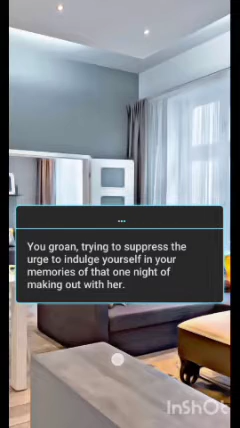 ...
You groan, trying to suppress the
urge to indulge yourself in your
memories of that one night of
making out with her.
InShOt